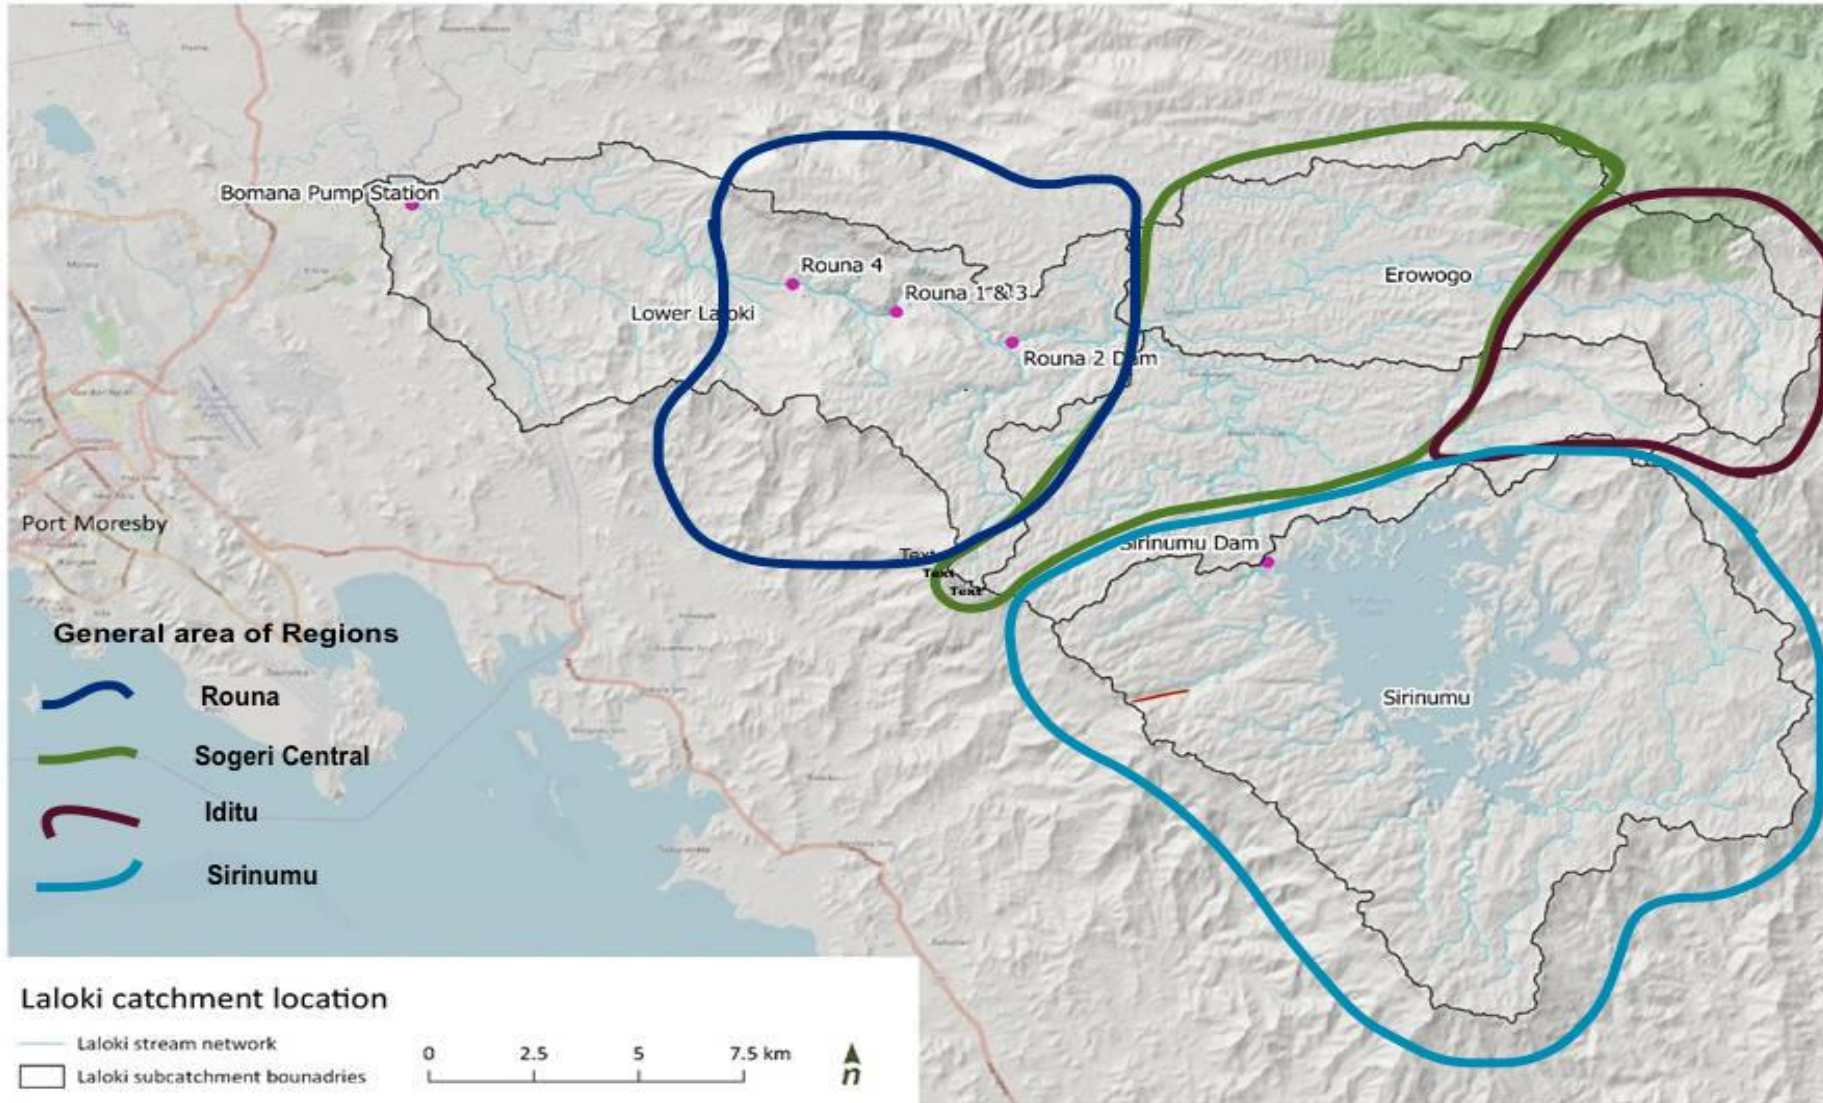 Bomana Pump Station
Rouna 4
Rouna 1 & 3
Lower Laloki
Rouna 2 Dam
Erowogo
Port Moresby
Sirinumu Dam
Text
Text
Text
Sirinumu
General area of Regions
Rouna
Sogeri Central
Iditu
Sirinumu
Laloki catchment location
Laloki stream network
Laloki subcatchment bounadries
0 2.5 5 7.5 km
n